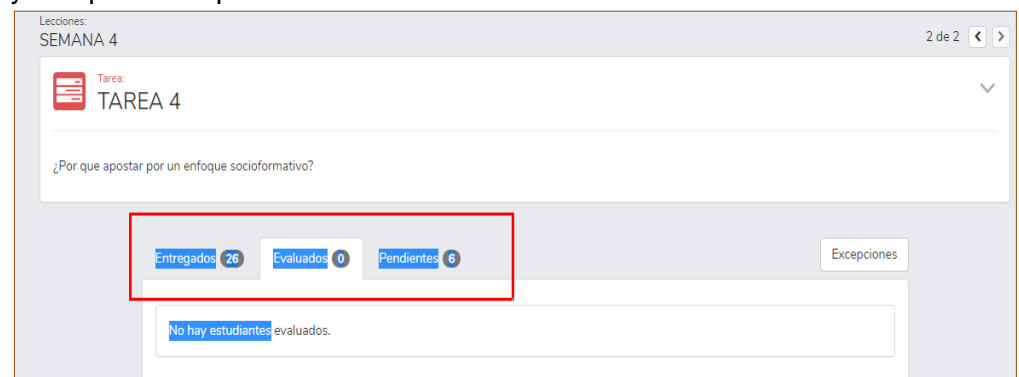 Lecciones:
SEMANA 4
2 de 2
Tarea:
TAREA 4
¿Por que apostar por un enfoque socioformativo?
Entregados 26 Evaluados 0 Pendientes 6
Excepciones
No hay estudiantes evaluados.